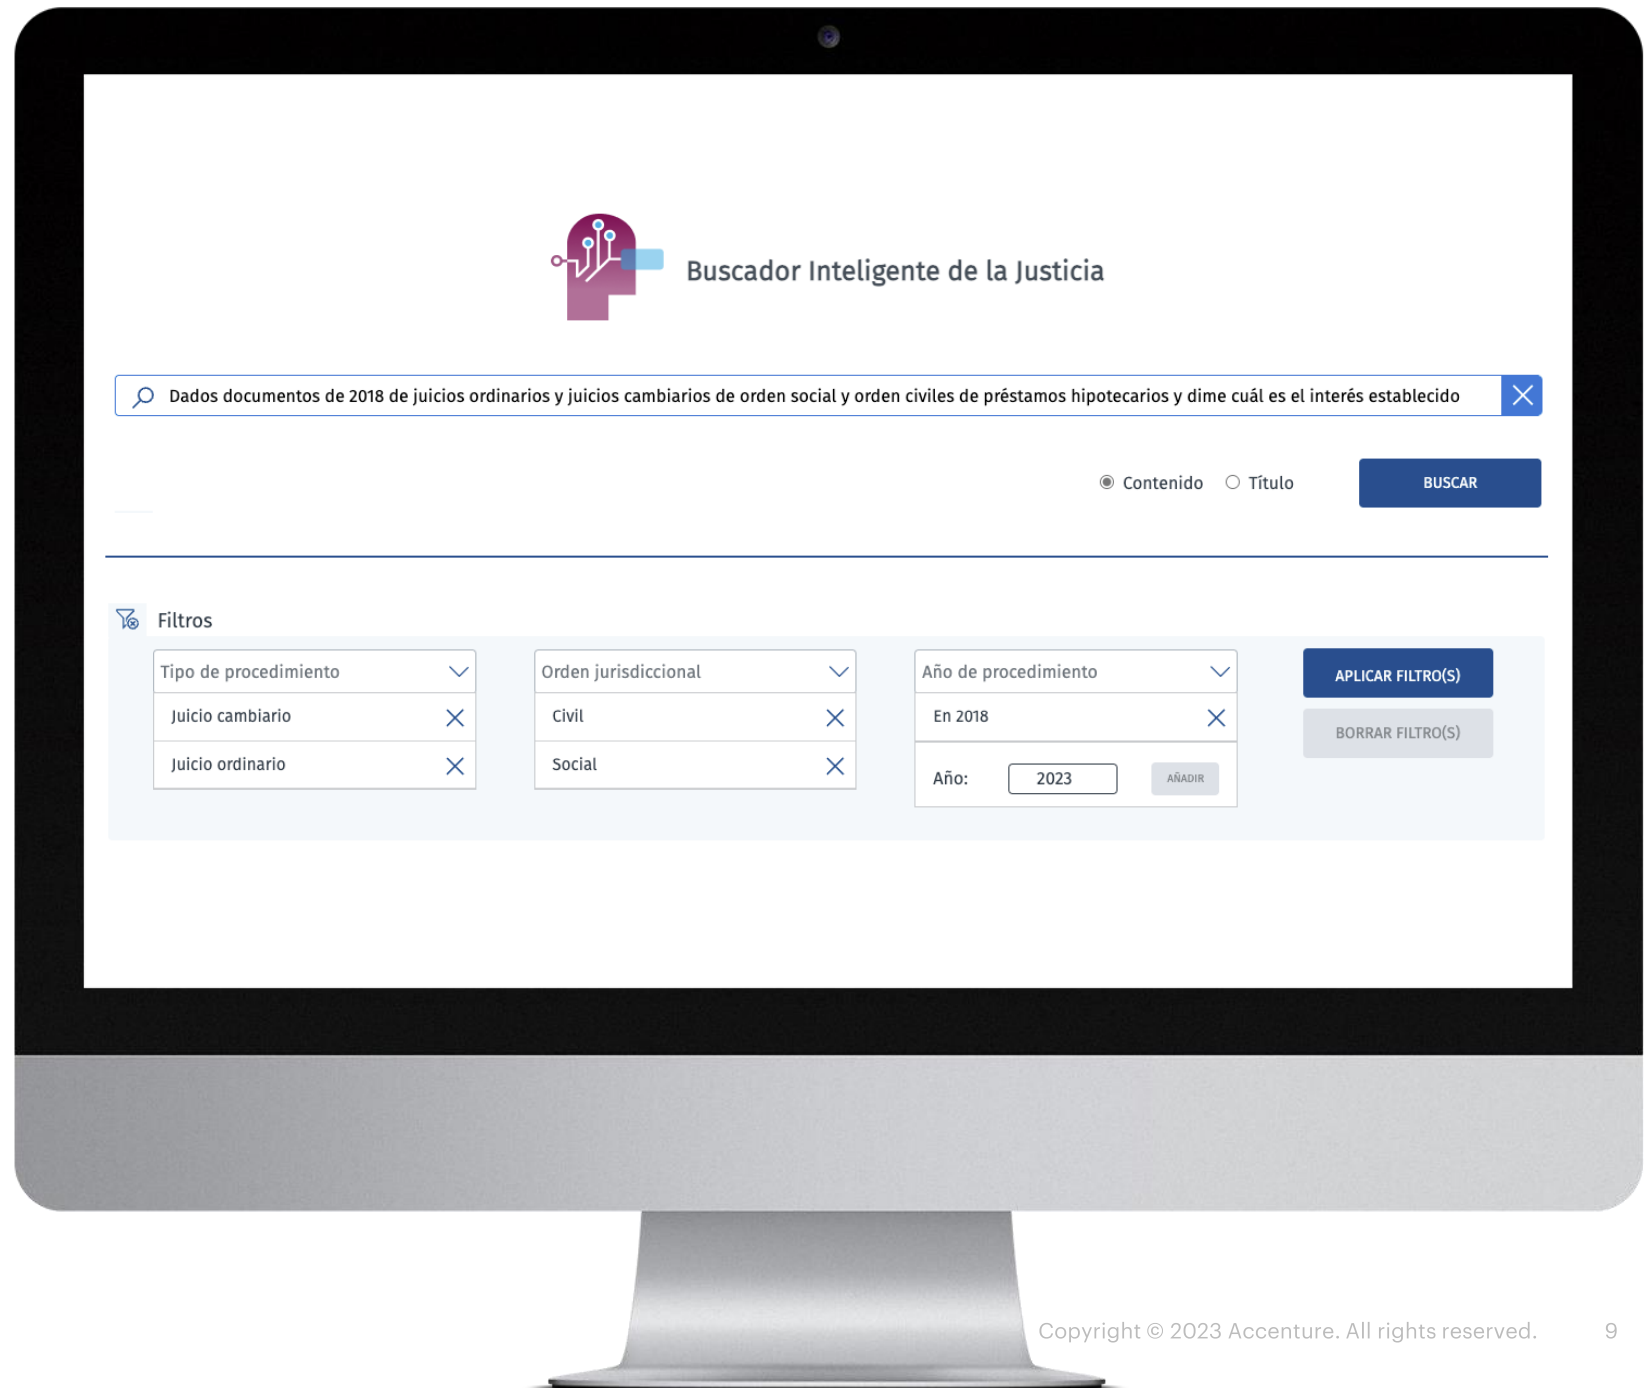 Buscador Inteligente de la Justicia
Dados documentos de 2018 de juicios ordinarios y juicios cambiarios de orden social y orden civiles de préstamos hipotecarios y dime cuál es el interés establecido
Contenido Título BUSCAR
Filtros
Tipo de procedimiento Orden jurisdiccional Año de procedimiento APLICAR FILTRO(S)
Juicio cambiario Civil En 2018 BORRAR FILTRO(S)
Juicio ordinario Social
Año: 2023 AÑADIR
Copyright © 2023 Accenture. All rights reserved. 9